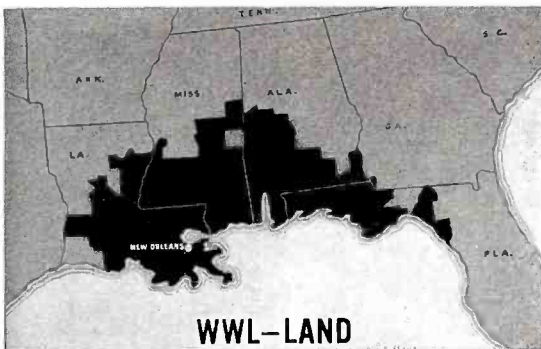 TENN.
S. C.
ARK.
MISS.
ALA.
GA.
LA.
NEW ORLEANS
FLA.
WWL–LAND